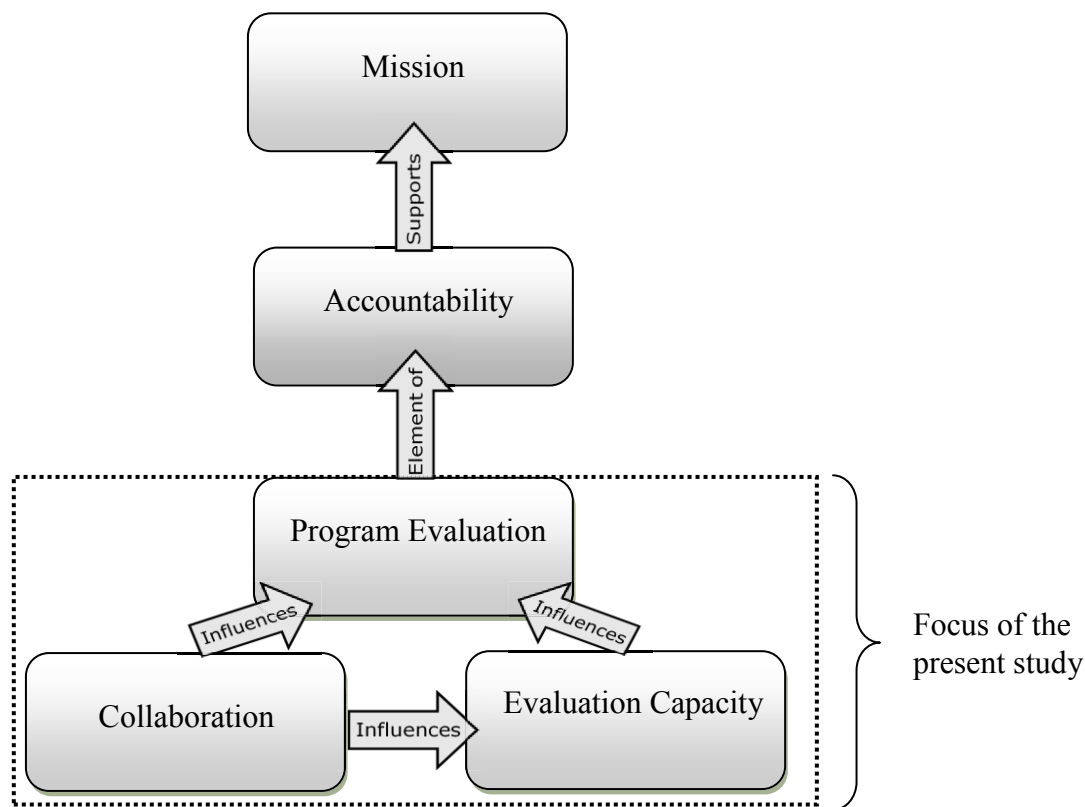 Mission
Supports
Accountability
Element of
Program Evaluation
Influences
Influences
Focus of the
present study
Collaboration
Influences
Evaluation Capacity